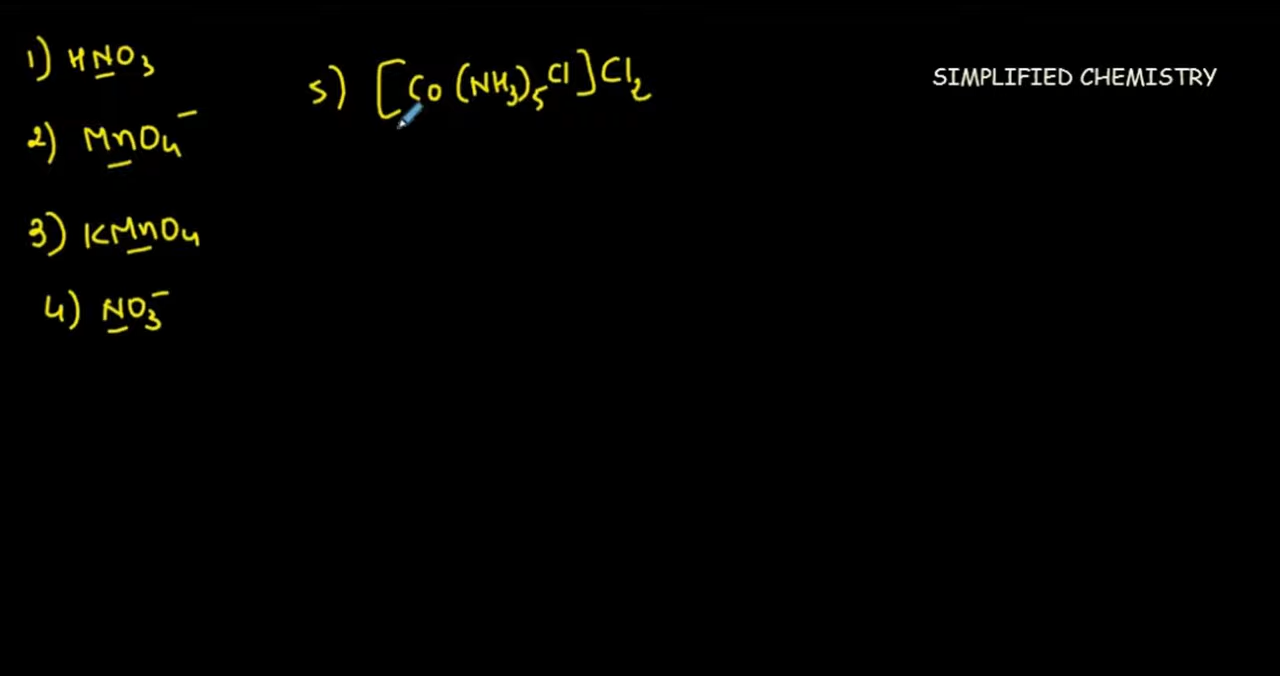 1) HNO₃
2) MnO₄⁻
3) KMnO₄
4) NO₃⁻
5) [Co(NH₃)₅Cl]Cl₂
SIMPLIFIED CHEMISTRY